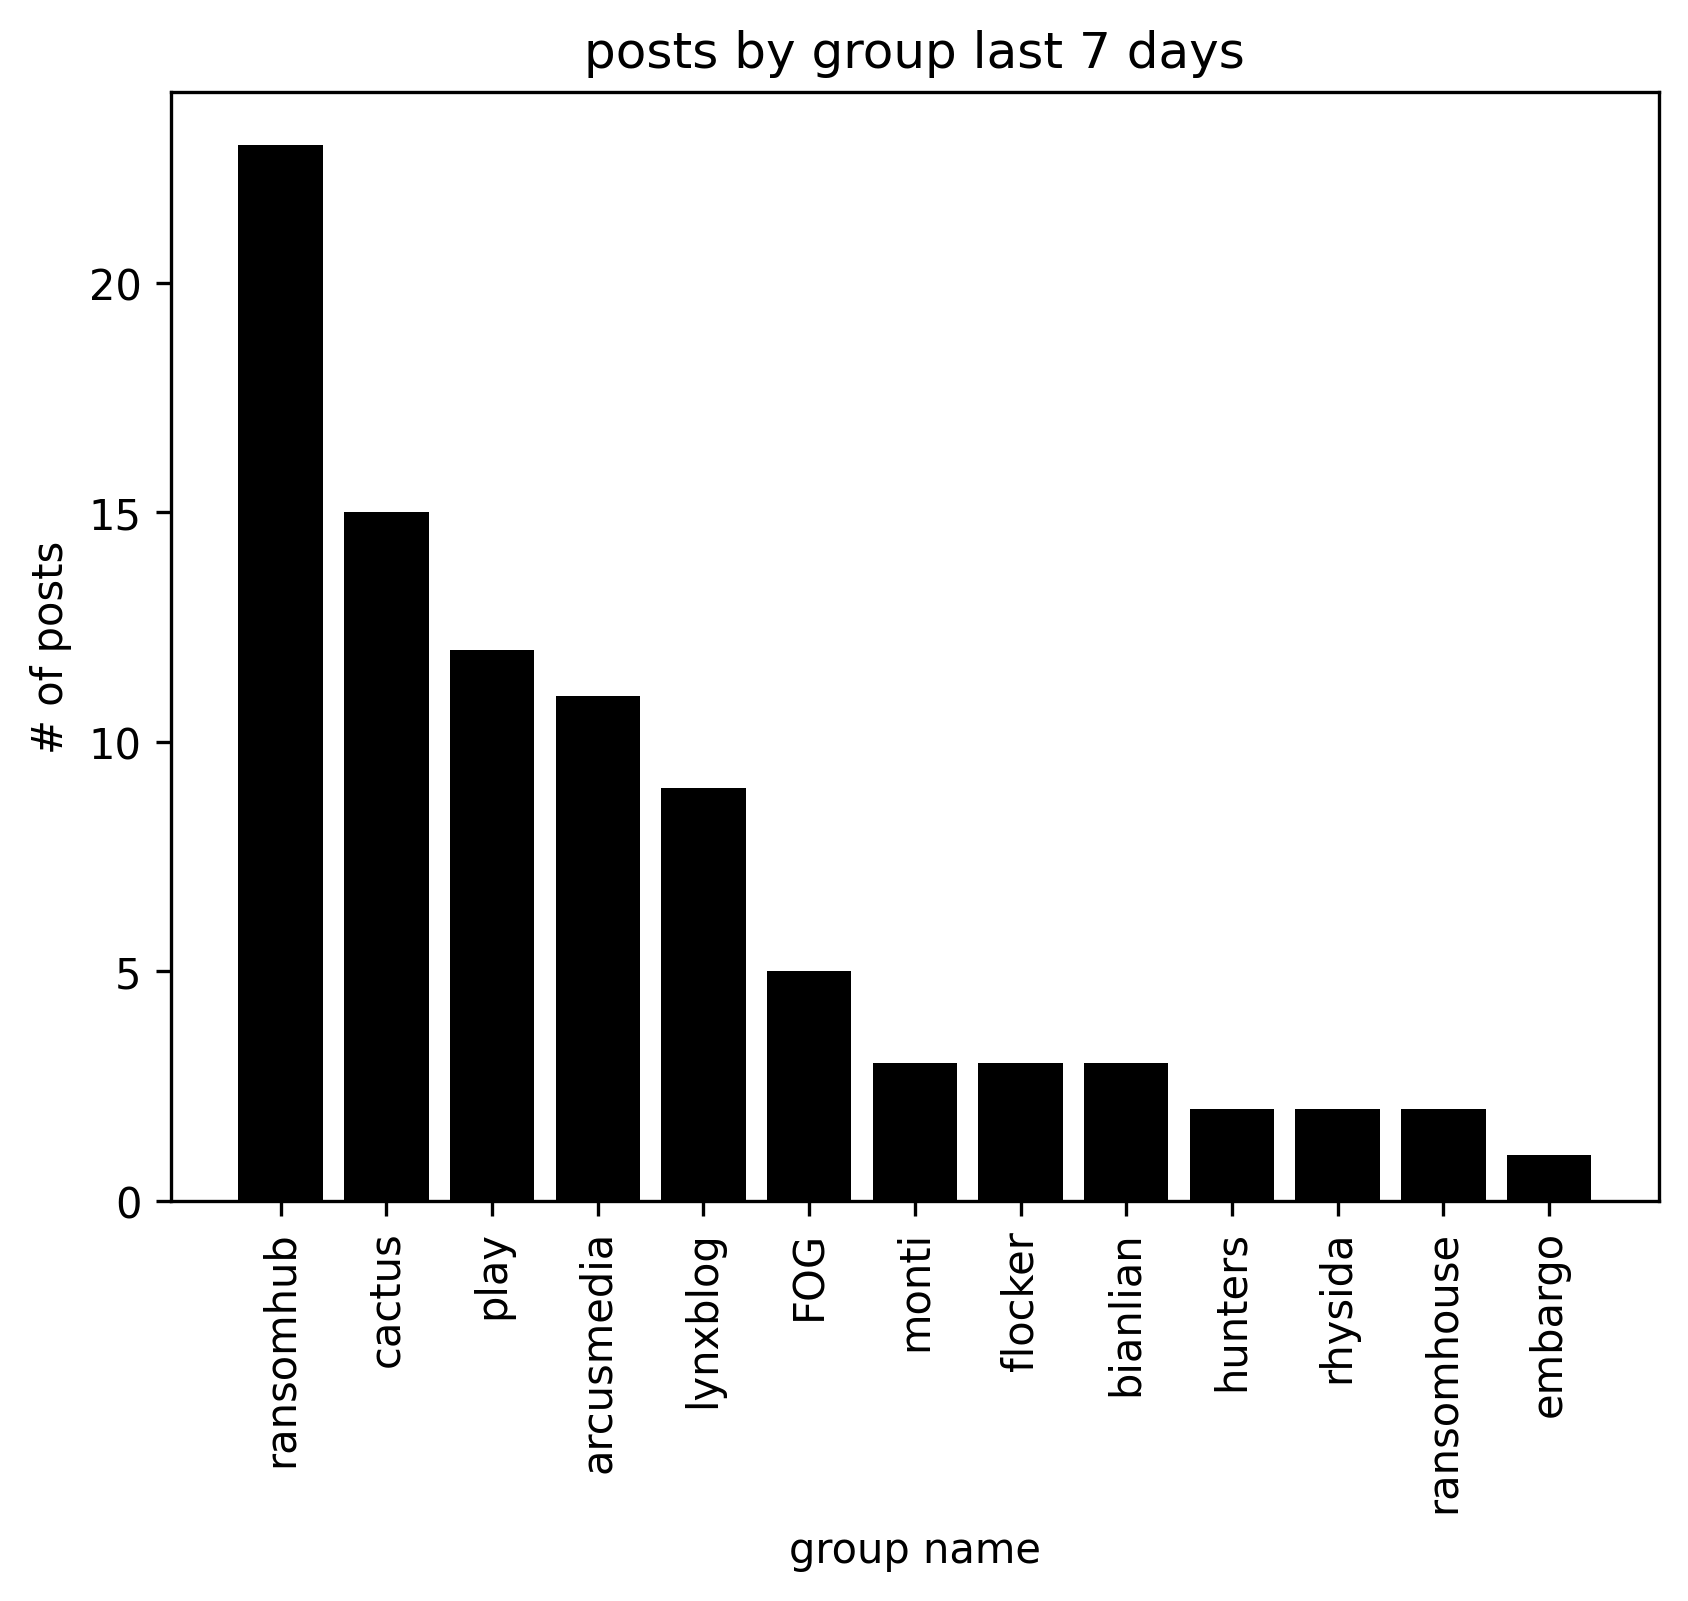 posts by group last 7 days
# of posts
20
15
10
5
0
ransomhub
cactus
play
arcusmedia
lynxblog
FOG
monti
flocker
bianlian
hunters
rhysida
ransomhouse
embargo
group name